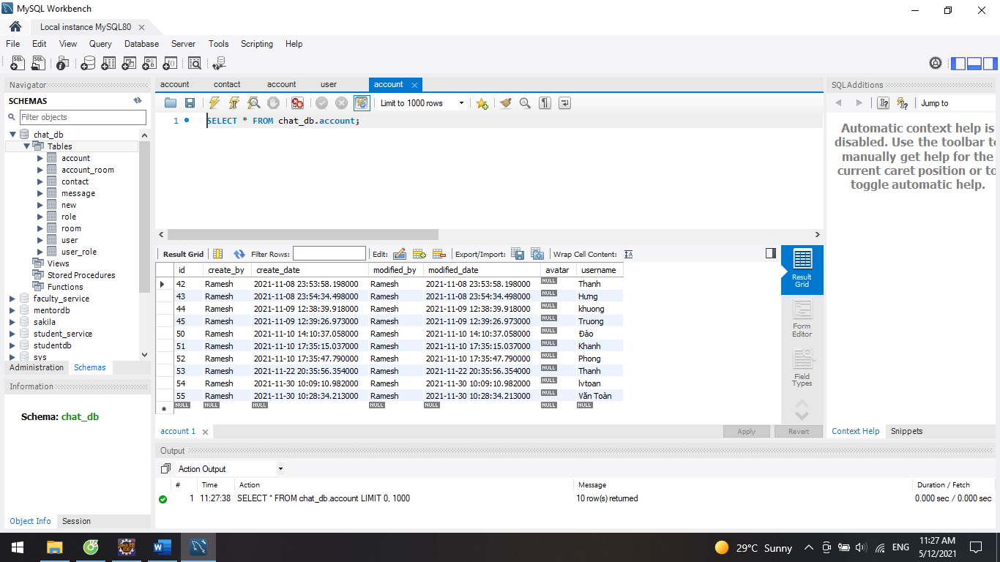 MySQL Workbench
Local instance MySQL80
File Edit View Query Database Server Tools Scripting Help
Navigator
SCHEMAS
Filter objects
chat_db
Tables
account
account_room
contact
message
new
role
room
user
user_role
Views
Stored Procedures
Functions
faculty_service
mentordb
sakila
student_service
studentdb
sys
Administration Schemas
Information
Schema: chat_db
Object Info Session
account contact account user account
Limit to 1000 rows
1 SELECT * FROM chat_db.account;
Result Grid Filter Rows: Edit: Export/Import: Wrap Cell Content:
id create_by create_date modified_by modified_date avatar username
42 Ramesh 2021-11-08 23:53:58.198000 Ramesh 2021-11-08 23:53:58.198000 NULL Thanh
43 Ramesh 2021-11-08 23:54:34.498000 Ramesh 2021-11-08 23:54:34.498000 NULL Hưng
44 Ramesh 2021-11-09 12:38:39.918000 Ramesh 2021-11-09 12:38:39.918000 NULL khuong
45 Ramesh 2021-11-09 12:39:26.973000 Ramesh 2021-11-09 12:39:26.973000 NULL Truong
50 Ramesh 2021-11-10 14:10:37.058000 Ramesh 2021-11-10 14:10:37.058000 NULL Đào
51 Ramesh 2021-11-10 17:35:15.037000 Ramesh 2021-11-10 17:35:15.037000 NULL Khanh
52 Ramesh 2021-11-10 17:35:47.790000 Ramesh 2021-11-10 17:35:47.790000 NULL Phong
53 Ramesh 2021-11-22 20:35:56.354000 Ramesh 2021-11-22 20:35:56.354000 NULL Thanh
54 Ramesh 2021-11-30 10:09:10.982000 Ramesh 2021-11-30 10:09:10.982000 NULL lvtoan
55 Ramesh 2021-11-30 10:28:34.213000 Ramesh 2021-11-30 10:28:34.213000 NULL Văn Toàn
NULL NULL NULL NULL NULL NULL NULL
Result
Grid
Form
Editor
Field
Types
account 1 Apply Revert
SQLAdditions
Jump to
Automatic context help is
disabled. Use the toolbar to
manually get help for the
current caret position or to
toggle automatic help.
Context Help Snippets
Output
Action Output
# Time Action Message Duration / Fetch
1 11:27:38 SELECT * FROM chat_db.account LIMIT 0, 1000 10 row(s) returned 0.000 sec / 0.000 sec
29°C Sunny ENG 11:27 AM
5/12/2021